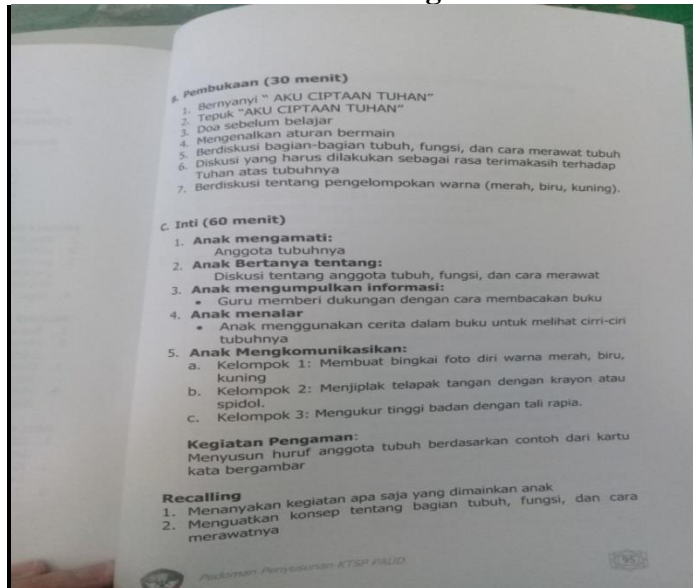 B. Pembukaan (30 menit)
1. Bernyanyi " AKU CIPTAAN TUHAN"
2. Tepuk "AKU CIPTAAN TUHAN"
3. Doa sebelum belajar
4. Mengenalkan aturan bermain
5. Berdiskusi bagian-bagian tubuh, fungsi, dan cara merawat tubuh
6. Diskusi yang harus dilakukan sebagai rasa terimakasih terhadap
Tuhan atas tubuhnya
7. Berdiskusi tentang pengelompokan warna (merah, biru, kuning).
C. Inti (60 menit)
1. Anak mengamati:
Anggota tubuhnya
2. Anak Bertanya tentang:
Diskusi tentang anggota tubuh, fungsi, dan cara merawat
3. Anak mengumpulkan informasi:
• Guru memberi dukungan dengan cara membacakan buku
4. Anak menalar
• Anak menggunakan cerita dalam buku untuk melihat cirri-ciri
tubuhnya
5. Anak Mengkomunikasikan:
a. Kelompok 1: Membuat bingkai foto diri warna merah, biru,
kuning
b. Kelompok 2: Menjiplak telapak tangan dengan krayon atau
spidol.
c. Kelompok 3: Mengukur tinggi badan dengan tali rapia.
Kegiatan Pengaman:
Menyusun huruf anggota tubuh berdasarkan contoh dari kartu
kata bergambar
Recalling
1. Menanyakan kegiatan apa saja yang dimainkan anak
2. Menguatkan konsep tentang bagian tubuh, fungsi, dan cara
merawatnya
Pedoman Penyusunan KTSP PAUD
95